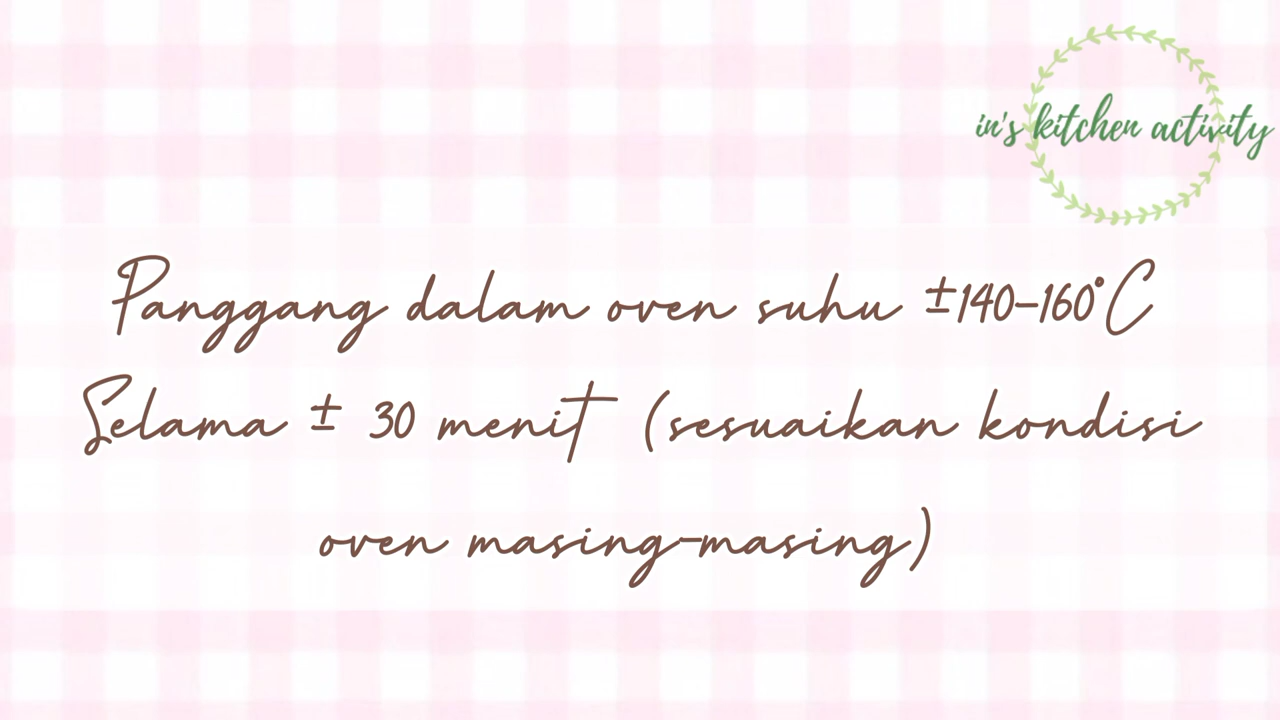 in's kitchen activity
Panggang dalam oven suhu ±140-160°C
Selama ± 30 menit (sesuaikan kondisi
oven masing-masing)